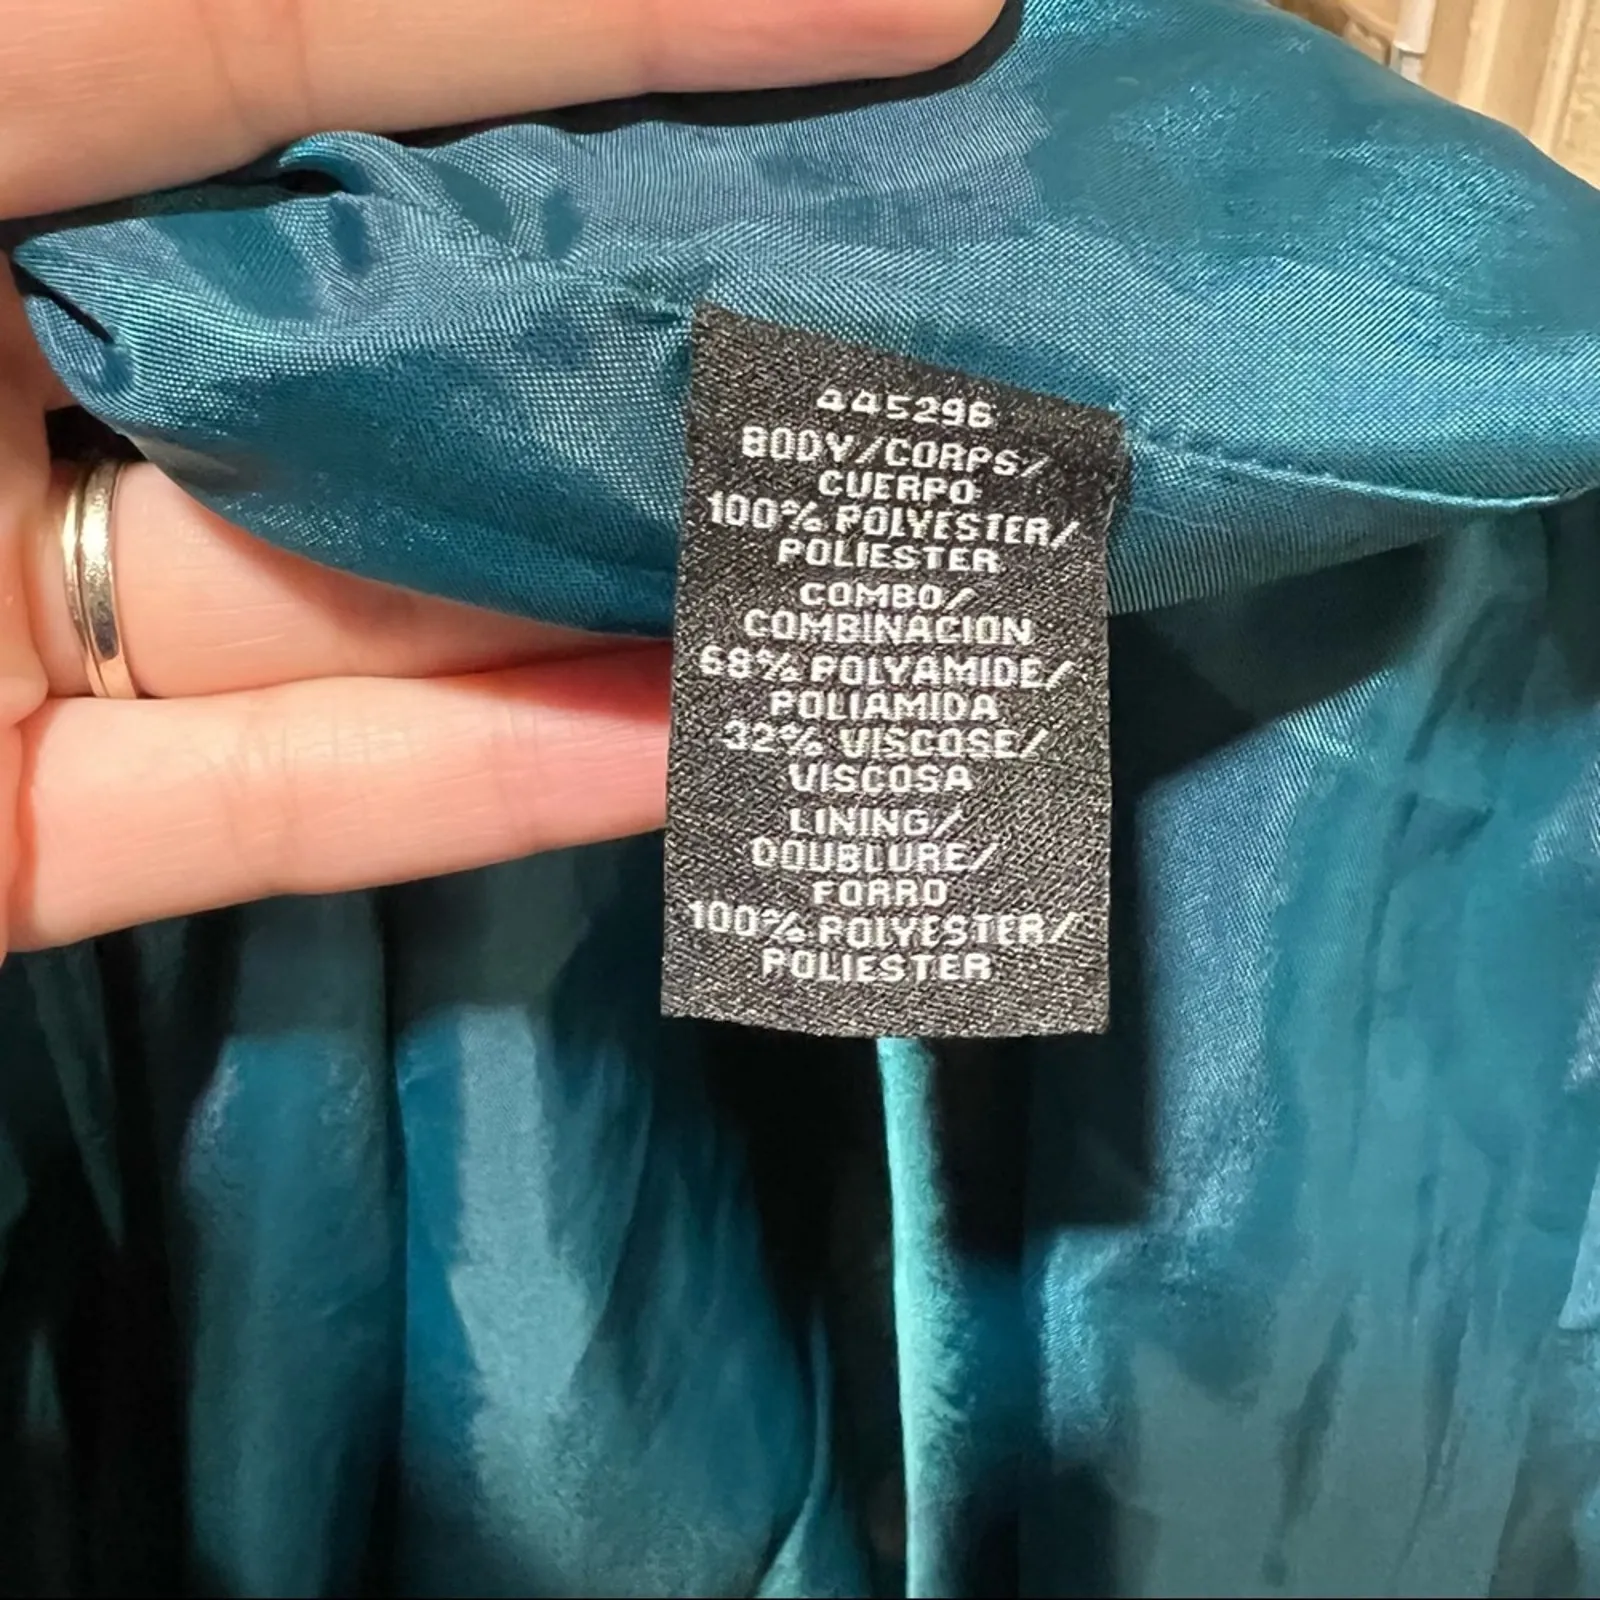 445296
BODY/CORPS/
CUERPO
100% POLYESTER/
POLIESTER
COMBO/
COMBINACION
68% POLYAMIDE/
POLIAMIDA
32% VISCOSE/
VISCOSA
LINING/
DOUBLURE/
FORRO
100% POLYESTER/
POLIESTER